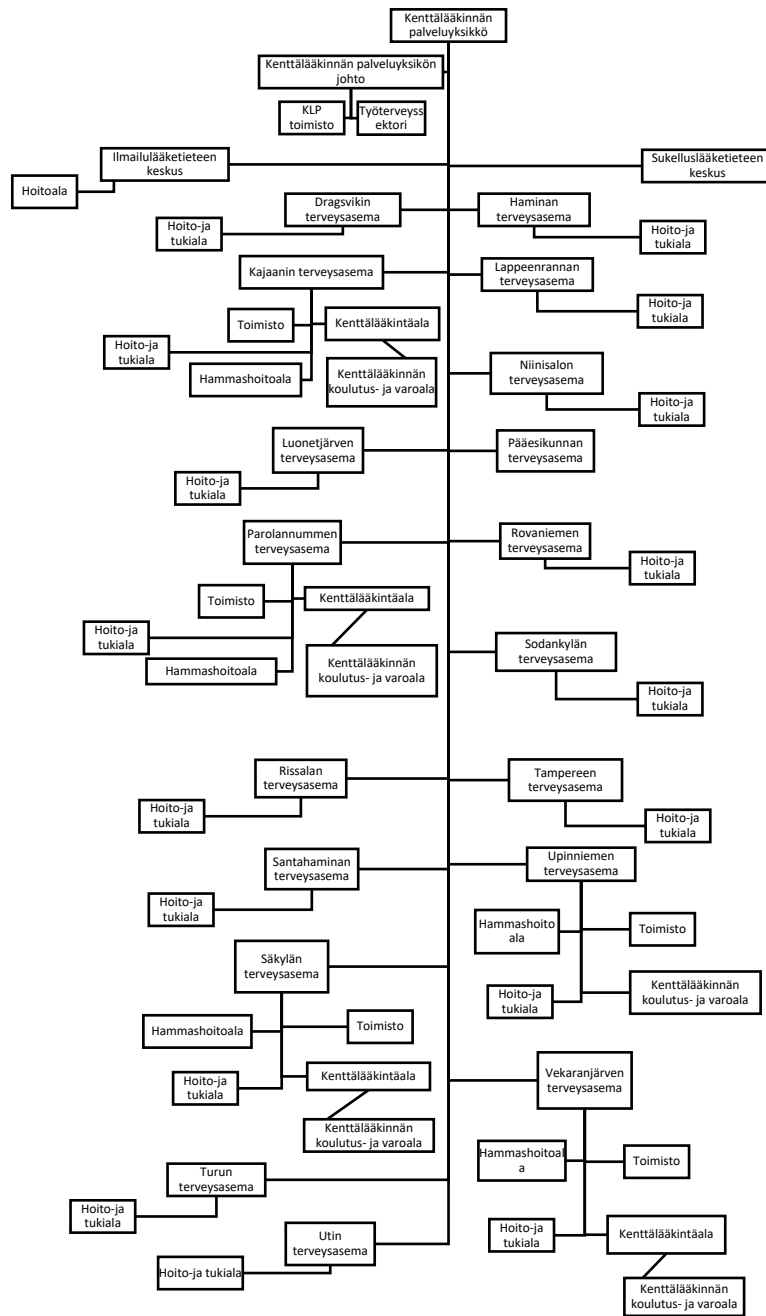 Kenttälääkinnän
palveluyksikkö
Kenttälääkinnän palveluyksikön
johto
KLP
toimisto
Työterveyss
ektori
Ilmailulääketieteen
keskus
Sukelluslääketieteen
keskus
Hoitoala
Dragsvikin
terveysasema
Haminan
terveysasema
Hoito-ja
tukiala
Hoito-ja
tukiala
Kajaanin terveysasema
Lappeenrannan
terveysasema
Hoito-ja
tukiala
Toimisto
Kenttälääkintäala
Hoito-ja
tukiala
Hammashoitoala
Kenttälääkinnän
koulutus- ja varoala
Niinisalon
terveysasema
Hoito-ja
tukiala
Luonetjärven
terveysasema
Pääesikunnan
terveysasema
Hoito-ja
tukiala
Parolannummen
terveysasema
Rovaniemen
terveysasema
Hoito-ja
tukiala
Toimisto
Kenttälääkintäala
Hoito-ja
tukiala
Hammashoitoala
Kenttälääkinnän
koulutus- ja varoala
Sodankylän
terveysasema
Hoito-ja
tukiala
Rissalan
terveysasema
Tampereen
terveysasema
Hoito-ja
tukiala
Hoito-ja
tukiala
Santahaminan
terveysasema
Upinniemen
terveysasema
Hoito-ja
tukiala
Hammashoito
ala
Toimisto
Säkylän
terveysasema
Hoito-ja
tukiala
Kenttälääkinnän
koulutus- ja varoala
Hammashoitoala
Toimisto
Hoito-ja
tukiala
Kenttälääkintäala
Kenttälääkinnän
koulutus- ja varoala
Vekaranjärven
terveysasema
Hammashoitoal
a
Toimisto
Turun
terveysasema
Hoito-ja
tukiala
Hoito-ja
tukiala
Kenttälääkintäala
Utin
terveysasema
Hoito-ja tukiala
Kenttälääkinnän
koulutus- ja varoala